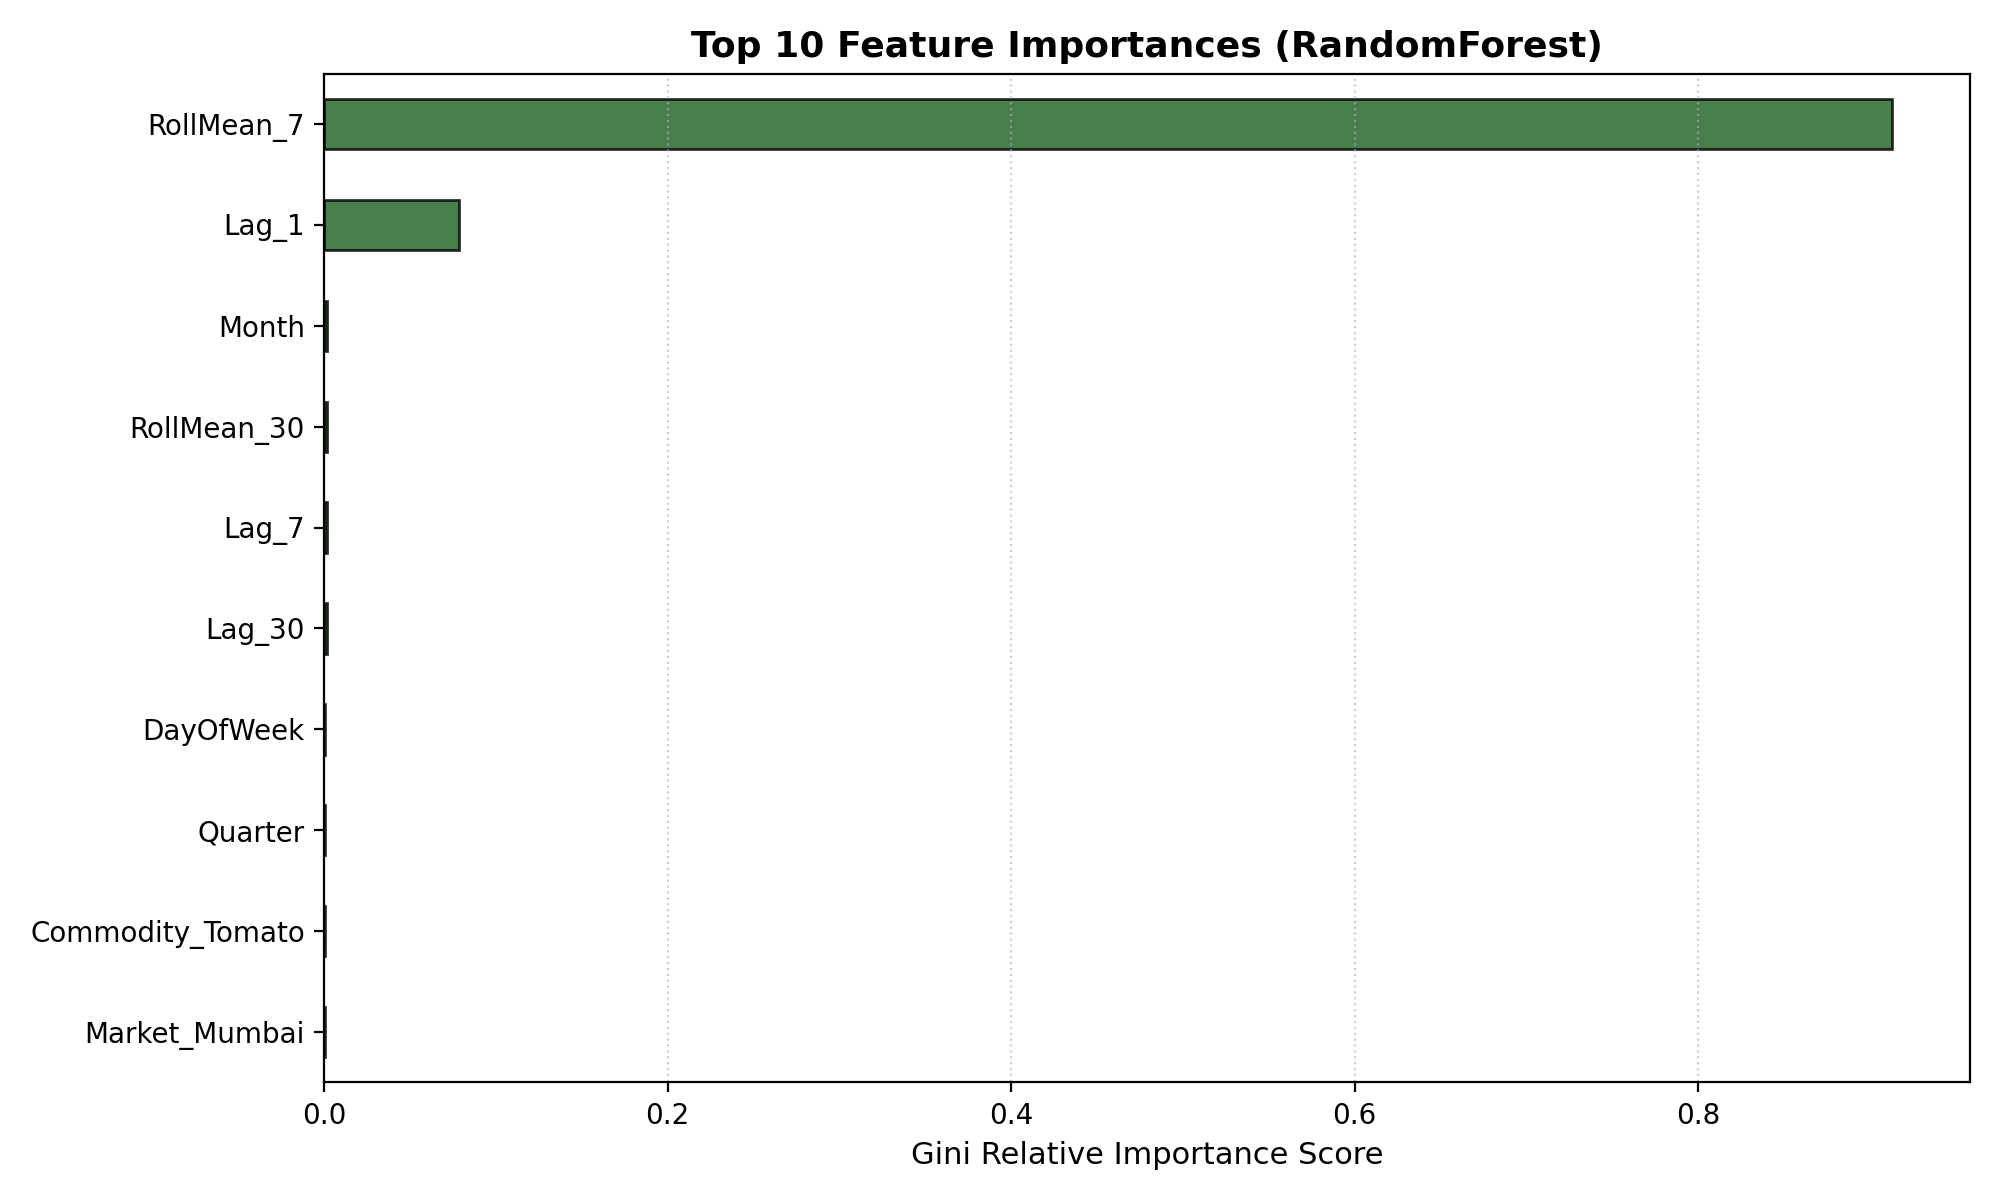 Top 10 Feature Importances (RandomForest)
RollMean_7
Lag_1
Month
RollMean_30
Lag_7
Lag_30
DayOfWeek
Quarter
Commodity_Tomato
Market_Mumbai
0.0 0.2 0.4 0.6 0.8
Gini Relative Importance Score